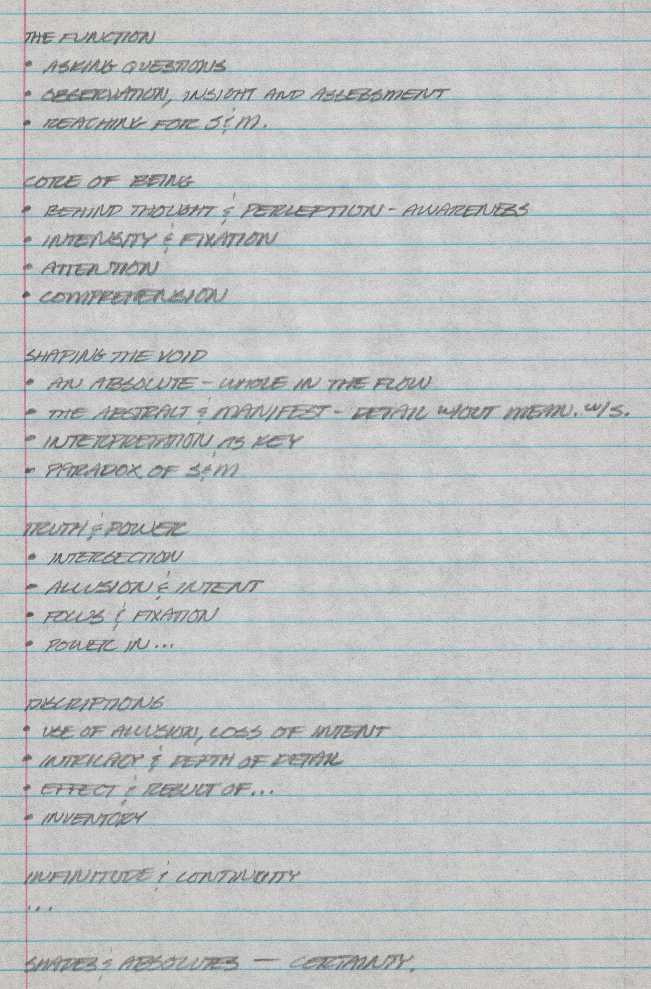 THE FUNCTION
• ASKING QUESTIONS
• OBSERVATION, INSIGHT AND ASSESSMENT
• REACHING FOR S&M.
CORE OF BEING
• BEHIND THOUGHT & PERCEPTION - AWARENESS
• INTENSITY & FIXATION
• ATTENTION
• COMPREHENSION
SHAPING THE VOID
• AN ABSOLUTE - WHOLE IN THE FLOW
• THE ABSTRACT & MANIFEST - DETAIL W/OUT MEAN. W/S.
• INTERPRETATION AS KEY
• PARADOX OF S&M
TRUTH & POWER
• INTERSECTION
• ALLUSION & INTENT
• FOCUS & FIXATION
• POWER IN...
DISCRIPTIONS
• USE OF ALLUSION, LOSS OF INTENT
• INTRICACY & DEPTH OF DETAIL
• EFFECT & RESULT OF...
• INVENTORY
INFINITUDE & CONTINUITY
...
SHADES & ABSOLUTES — CERTAINTY.